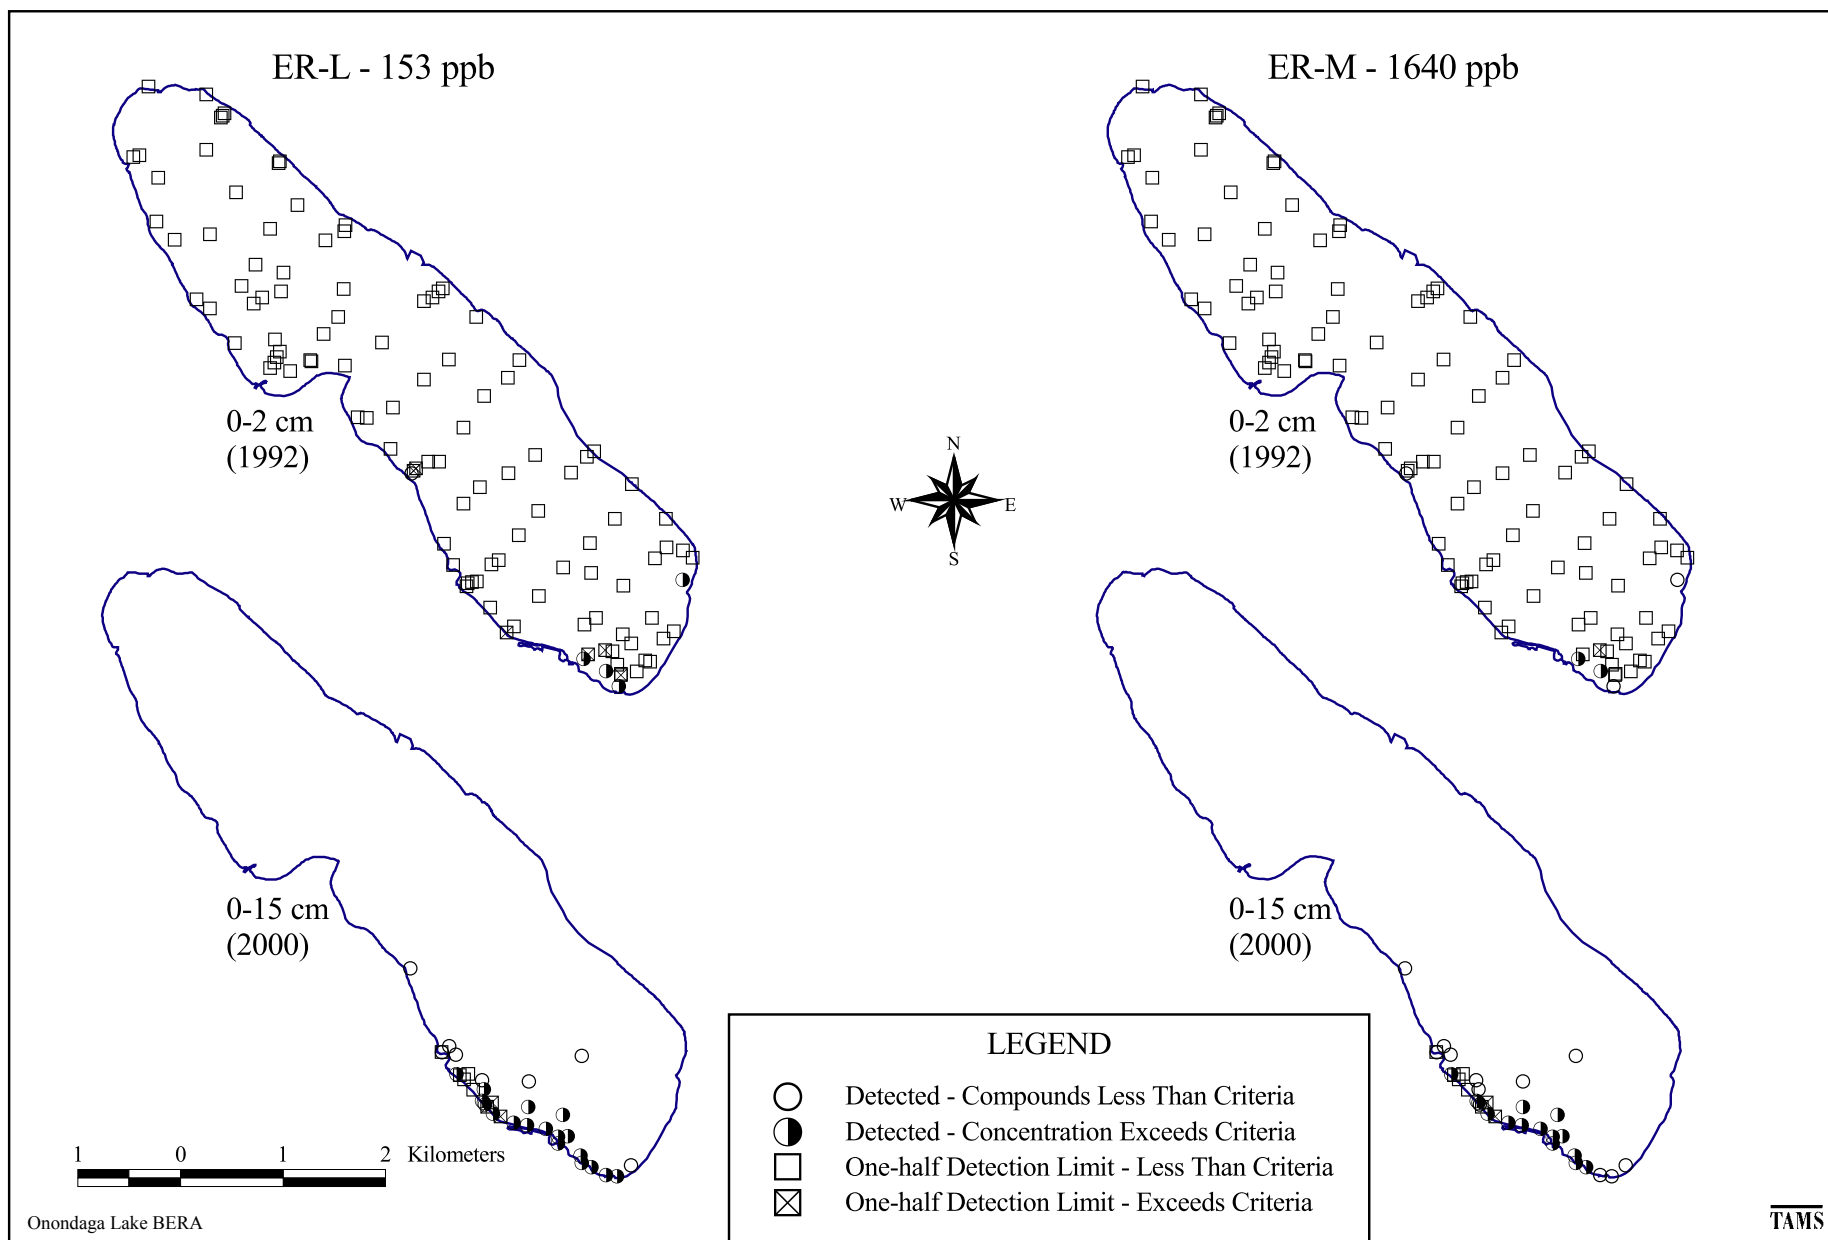 ER-L - 153 ppb
ER-M - 1640 ppb
0-2 cm
(1992)
0-2 cm
(1992)
N
W
E
S
0-15 cm
(2000)
0-15 cm
(2000)
LEGEND
Detected - Compounds Less Than Criteria
Detected - Concentration Exceeds Criteria
One-half Detection Limit - Less Than Criteria
One-half Detection Limit - Exceeds Criteria
1 0 1 2 Kilometers
Onondaga Lake BERA
TAMS